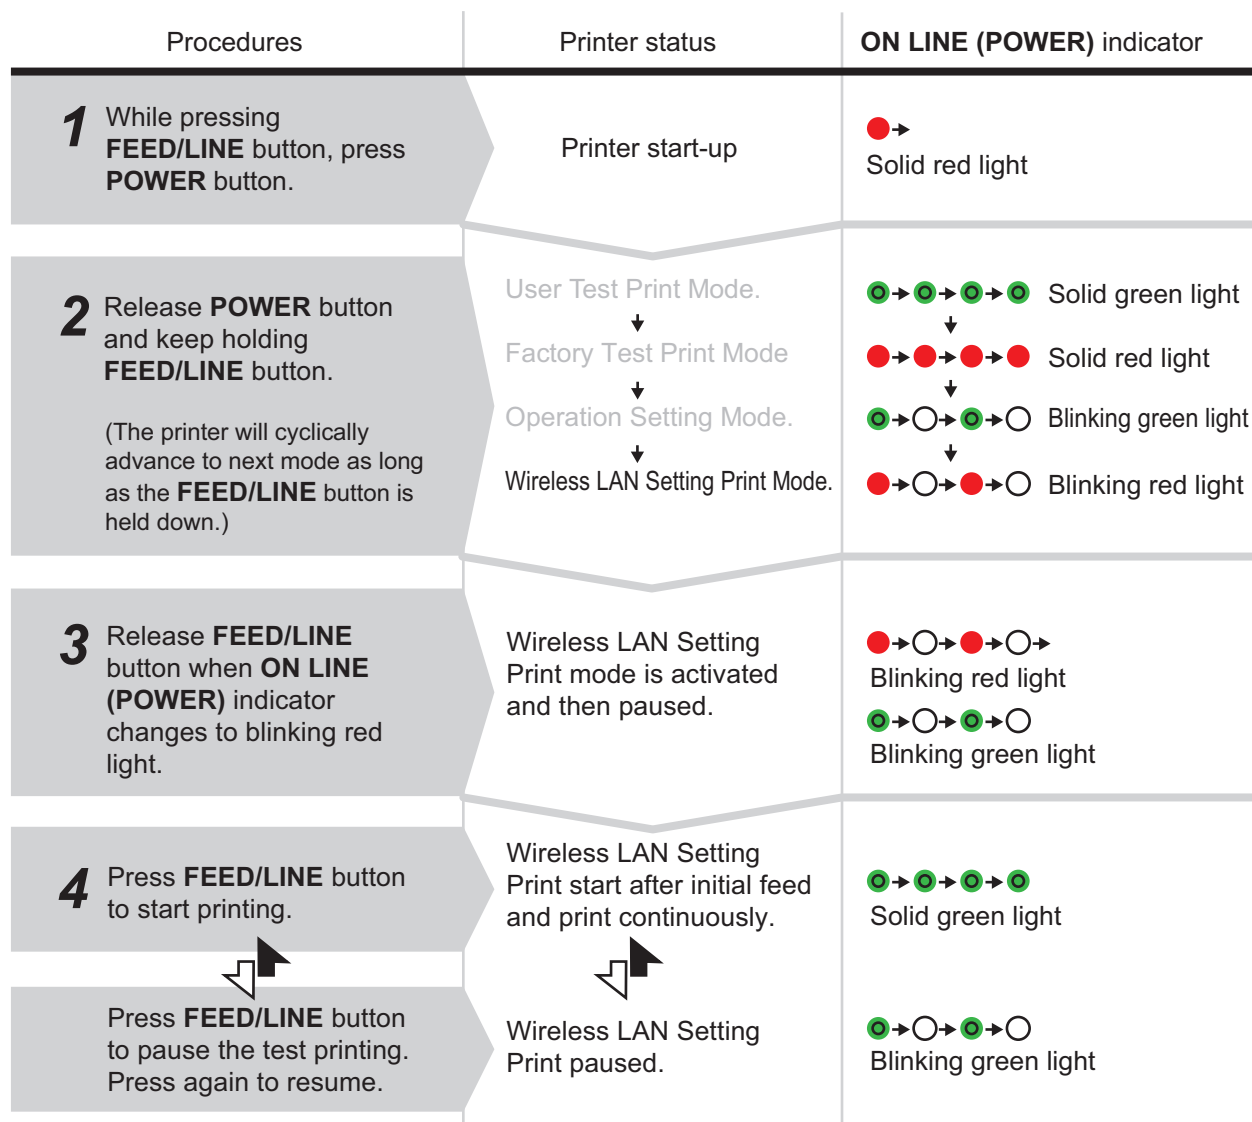 Procedures
Printer status
ON LINE (POWER) indicator
1
While pressing
FEED/LINE button, press
POWER button.
Printer start-up
Solid red light
2
Release POWER button
and keep holding
FEED/LINE button.
(The printer will cyclically
advance to next mode as long
as the FEED/LINE button is
held down.)
User Test Print Mode.
Factory Test Print Mode
Operation Setting Mode.
Wireless LAN Setting Print Mode.
Solid green light
Solid red light
Blinking green light
Blinking red light
3
Release FEED/LINE
button when ON LINE
(POWER) indicator
changes to blinking red
light.
Wireless LAN Setting
Print mode is activated
and then paused.
Blinking red light
Blinking green light
4
Press FEED/LINE button
to start printing.
Wireless LAN Setting
Print start after initial feed
and print continuously.
Solid green light
Press FEED/LINE button
to pause the test printing.
Press again to resume.
Wireless LAN Setting
Print paused.
Blinking green light